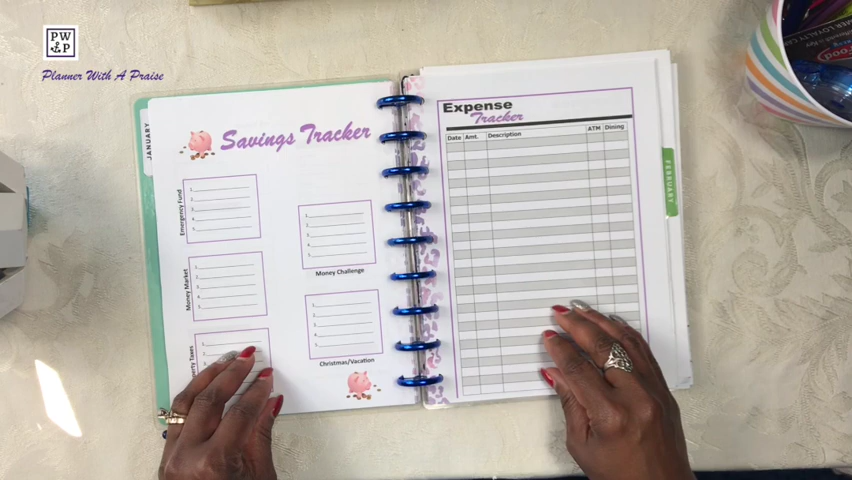 PW
P
Planner With A Praise
JANUARY
Savings Tracker
Emergency Fund
1.
2.
3.
4.
5.
Money Market
1.
2.
3.
4.
5.
1.
2.
Money Challenge
1.
2.
3.
4.
5.
Christmas/Vacation
1.
2.
3.
4.
5.
Expense
Tracker
Date Amt. Description ATM Dining
FEBRUARY